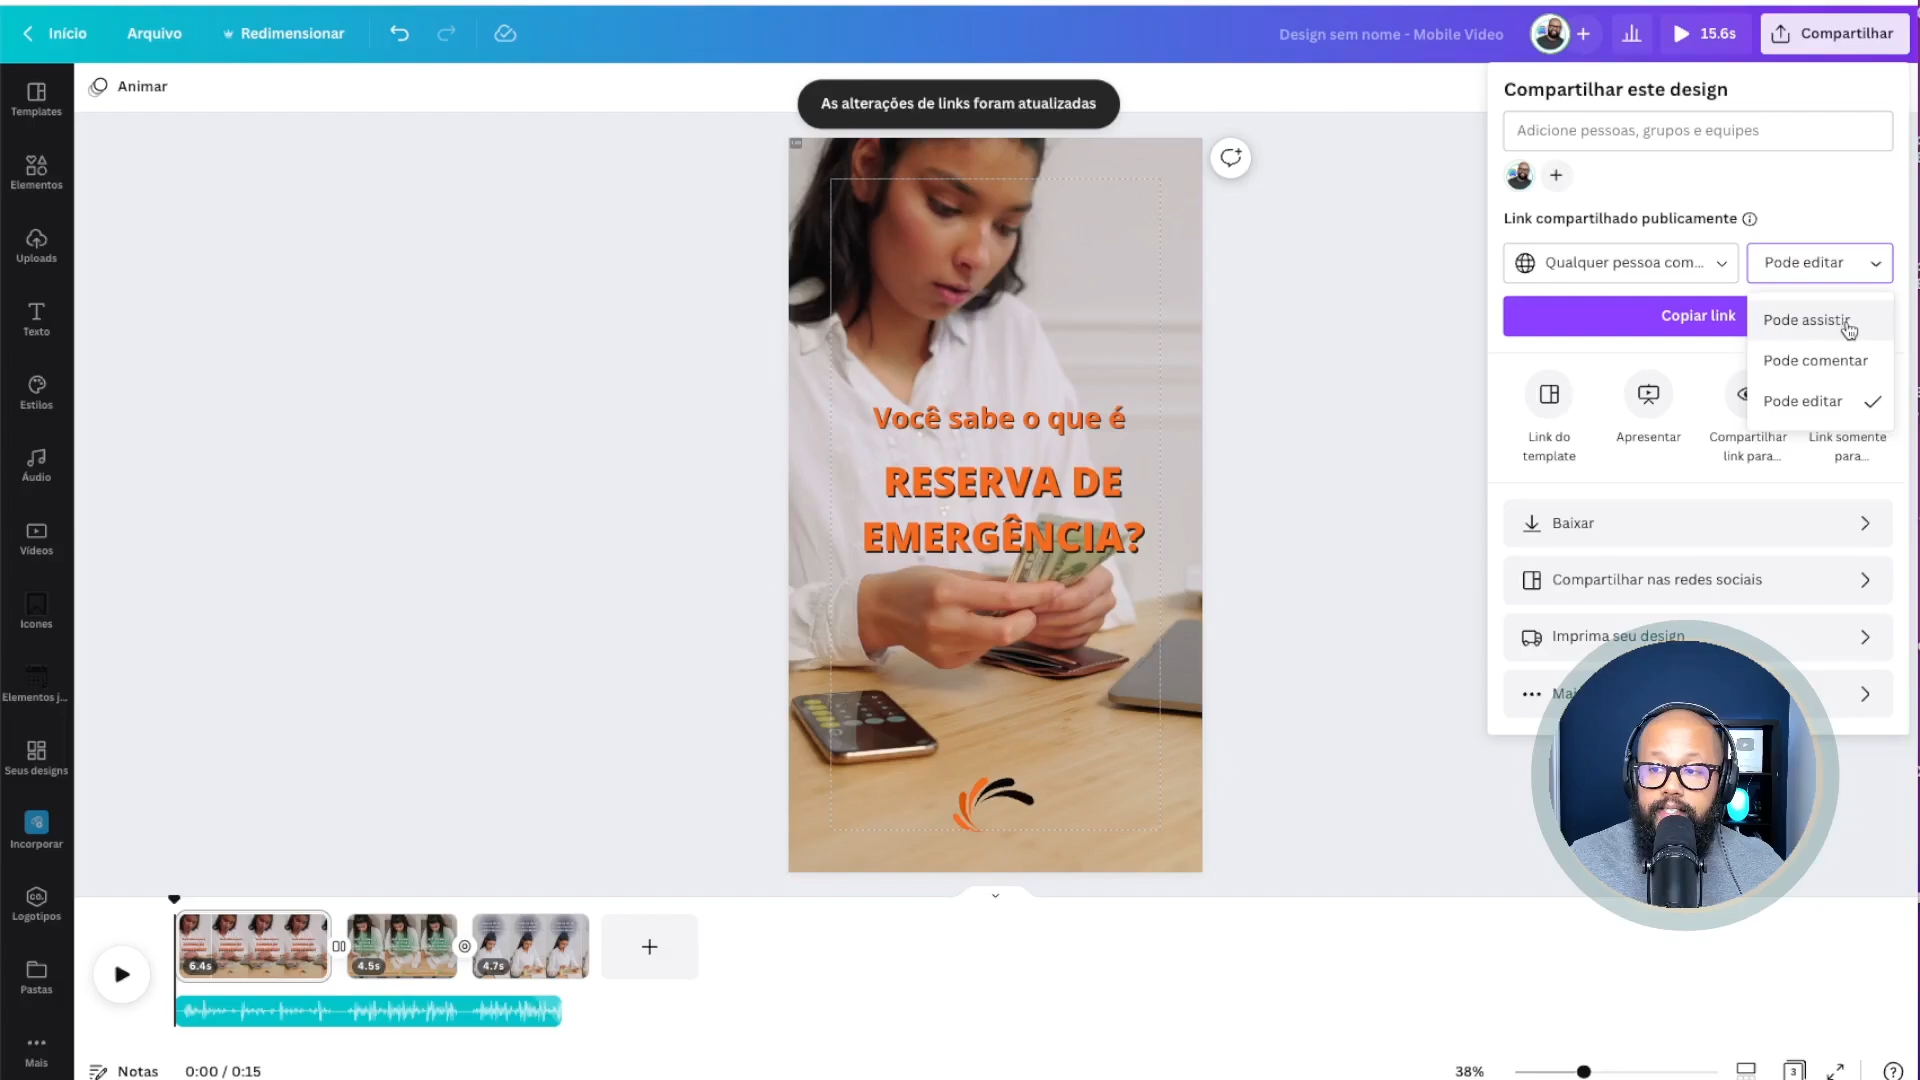 Início
Arquivo
Redimensionar
Design sem nome - Mobile Video
15.6s
Compartilhar
Templates
Elementos
Uploads
Texto
Estilos
Áudio
Vídeos
Icones
Elementos j...
Seus designs
Incorporar
Logotipos
Pastas
Mais
Animar
As alterações de links foram atualizadas
Você sabe o que é
RESERVA DE
EMERGÊNCIA?
Compartilhar este design
Adicione pessoas, grupos e equipes
Link compartilhado publicamente
Qualquer pessoa com...
Pode editar
Copiar link
Pode assistir
Pode comentar
Pode editar
Link do
template
Apresentar
Compartilhar
link para...
Link somente
para...
Baixar
Compartilhar nas redes sociais
Imprima seu design
Mai
6.4s
4.5s
4.7s
Notas
0:00 / 0:15
38%
3